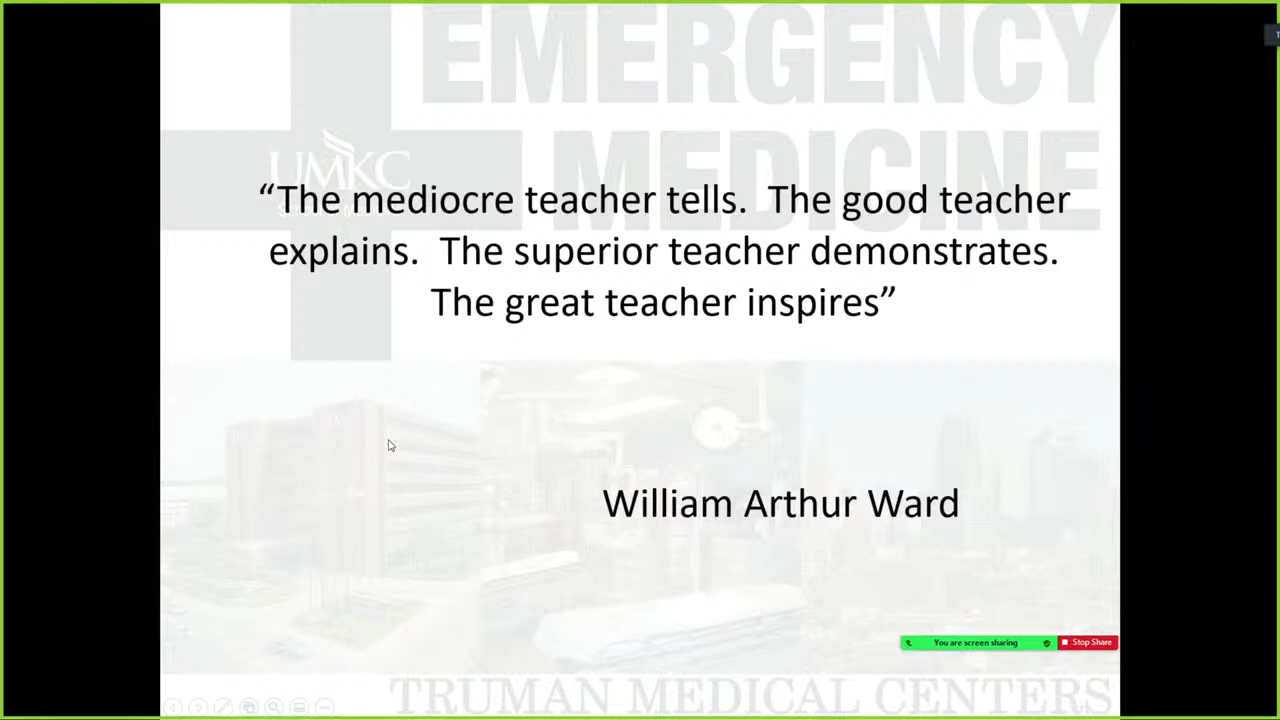 EMERGENCY
MEDICINE
UMKC
“The mediocre teacher tells.  The good teacher
explains.  The superior teacher demonstrates.
The great teacher inspires”
William Arthur Ward
You are screen sharing
Stop Share
TRUMAN MEDICAL CENTERS